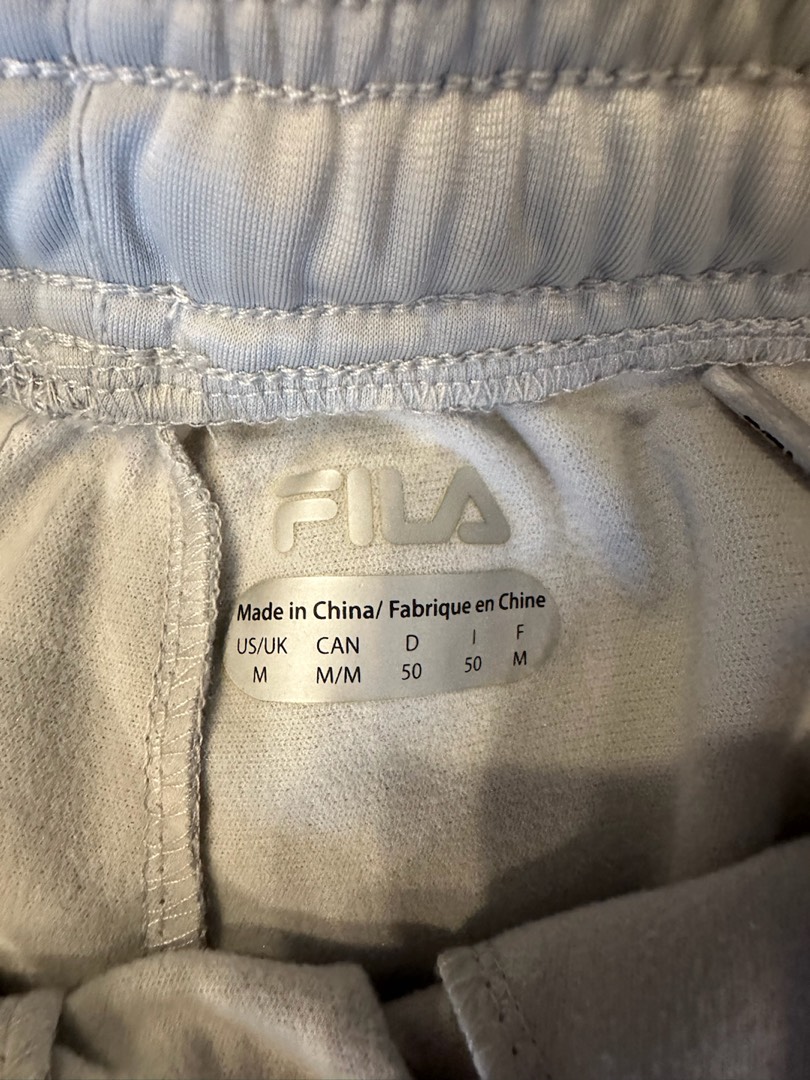 FILA
Made in China/ Fabrique en Chine
US/UK CAN D I F
M M/M 50 50 M